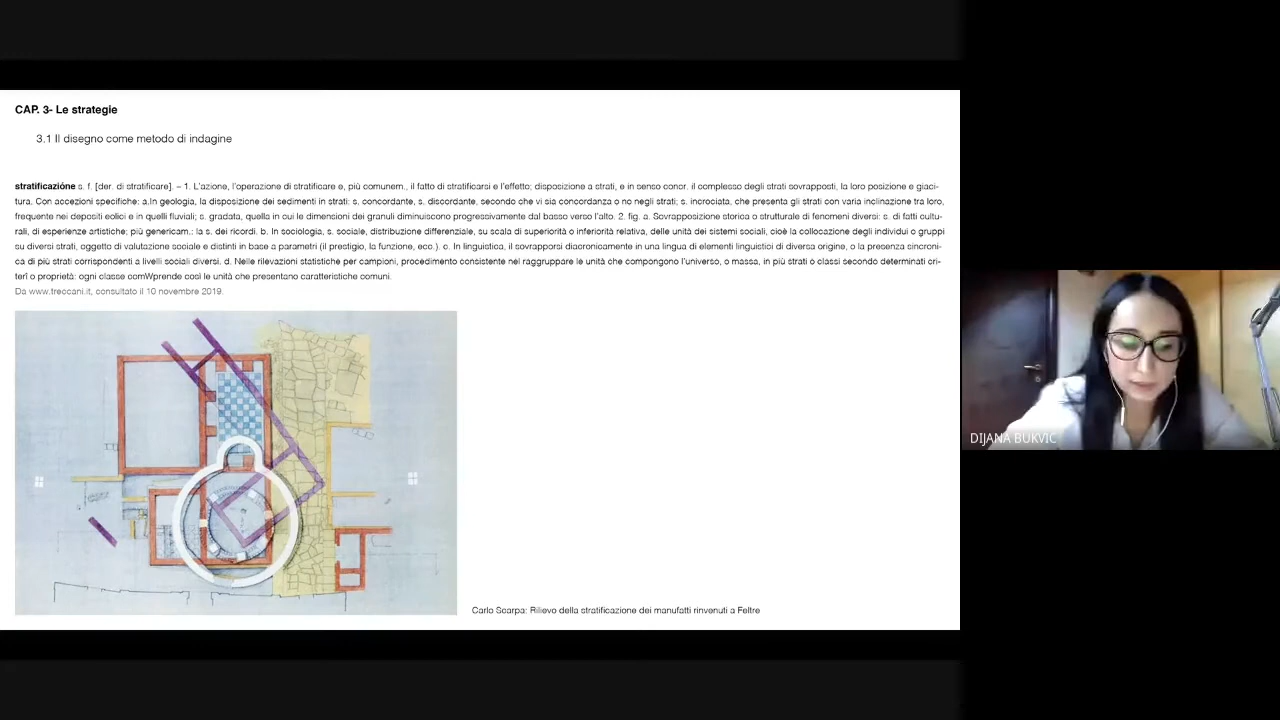 CAP. 3- Le strategie
3.1 Il disegno come metodo di indagine
stratificazióne s. f. [der. di stratificare]. – 1. L'azione, l'operazione di stratificare e, più comunem., il fatto di stratificarsi e l'effetto; disposizione a strati, e in senso concr. il complesso degli strati sovrapposti, la loro posizione e giaci-
tura. Con accezioni specifiche: a.In geologia, la disposizione dei sedimenti in strati: s. concordante, s. discordante, secondo che vi sia concordanza o no negli strati; s. incrociata, che presenta gli strati con varia inclinazione tra loro,
frequente nei depositi eolici e in quelli fluviali; s. gradata, quella in cui le dimensioni dei granuli diminuiscono progressivamente dal basso verso l'alto. 2. fig. a. Sovrapposizione storica o strutturale di fenomeni diversi: s. di fatti cultu-
rali, di esperienze artistiche; più genericam.: la s. dei ricordi. b. In sociologia, s. sociale, distribuzione differenziale, su scala di superiorità o inferiorità relativa, delle unità dei sistemi sociali, cioè la collocazione degli individui o gruppi
su diversi strati, oggetto di valutazione sociale e distinti in base a parametri (il prestigio, la funzione, ecc.). c. In linguistica, il sovrapporsi diacronicamente in una lingua di elementi linguistici di diversa origine, o la presenza sincroni-
ca di più strati corrispondenti a livelli sociali diversi. d. Nelle rilevazioni statistiche per campioni, procedimento consistente nel raggruppare le unità che compongono l'universo, o massa, in più strati o classi secondo determinati cri-
terî o proprietà: ogni classe comWprende così le unità che presentano caratteristiche comuni.
Da www.treccani.it, consultato il 10 novembre 2019.
Carlo Scarpa: Rilievo della stratificazione dei manufatti rinvenuti a Feltre
DIJANA BUKVIC